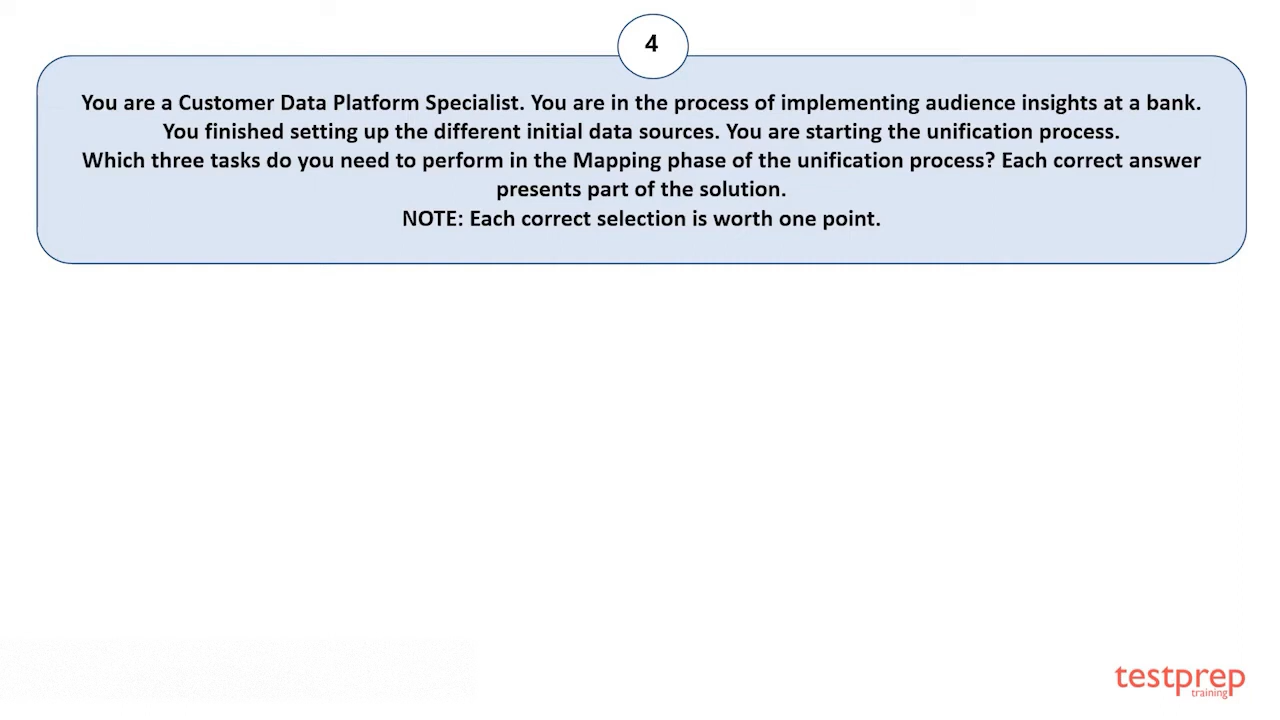 4
You are a Customer Data Platform Specialist. You are in the process of implementing audience insights at a bank.
You finished setting up the different initial data sources. You are starting the unification process.
Which three tasks do you need to perform in the Mapping phase of the unification process? Each correct answer
presents part of the solution.
NOTE: Each correct selection is worth one point.
testprep
training